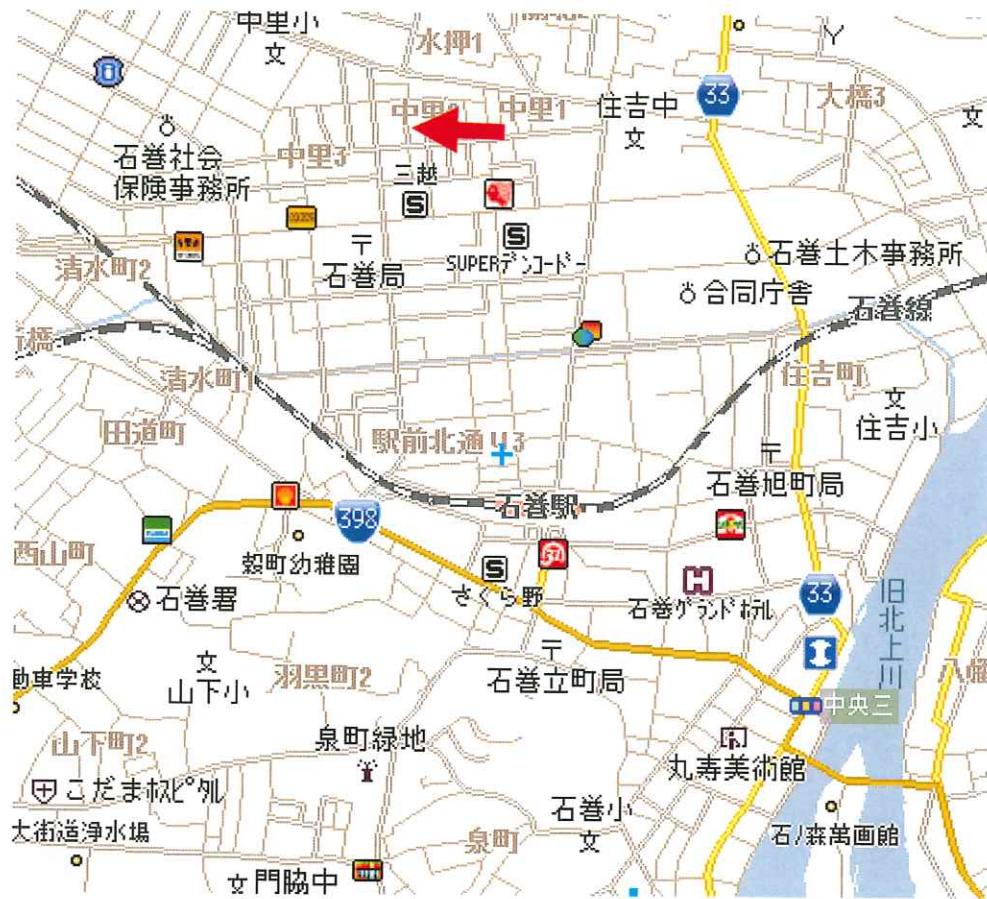 中里小
文
水押1
33
大橋3
中里1
住吉中
文
文
石巻社会
保険事務所
中里3
三越
S
S
〒
石巻局
SUPERデンコードー
石巻土木事務所
合同庁舎
清水町2
石巻線
清水町1
住吉町
文
住吉小
田道町
駅前北通り3
〒
石巻旭町局
石巻駅
398
西山町
穀町幼稚園
S
さくら野
H
石巻グランドホテル
33
石巻署
旧北上川
文
山下小
羽黒町2
〒
石巻立町局
動車学校
八幡
中央三
山下町2
泉町緑地
丸寿美術館
こだまホスピタル
石巻小
文
大街道浄水場
泉町
石ノ森萬画館
文門脇中